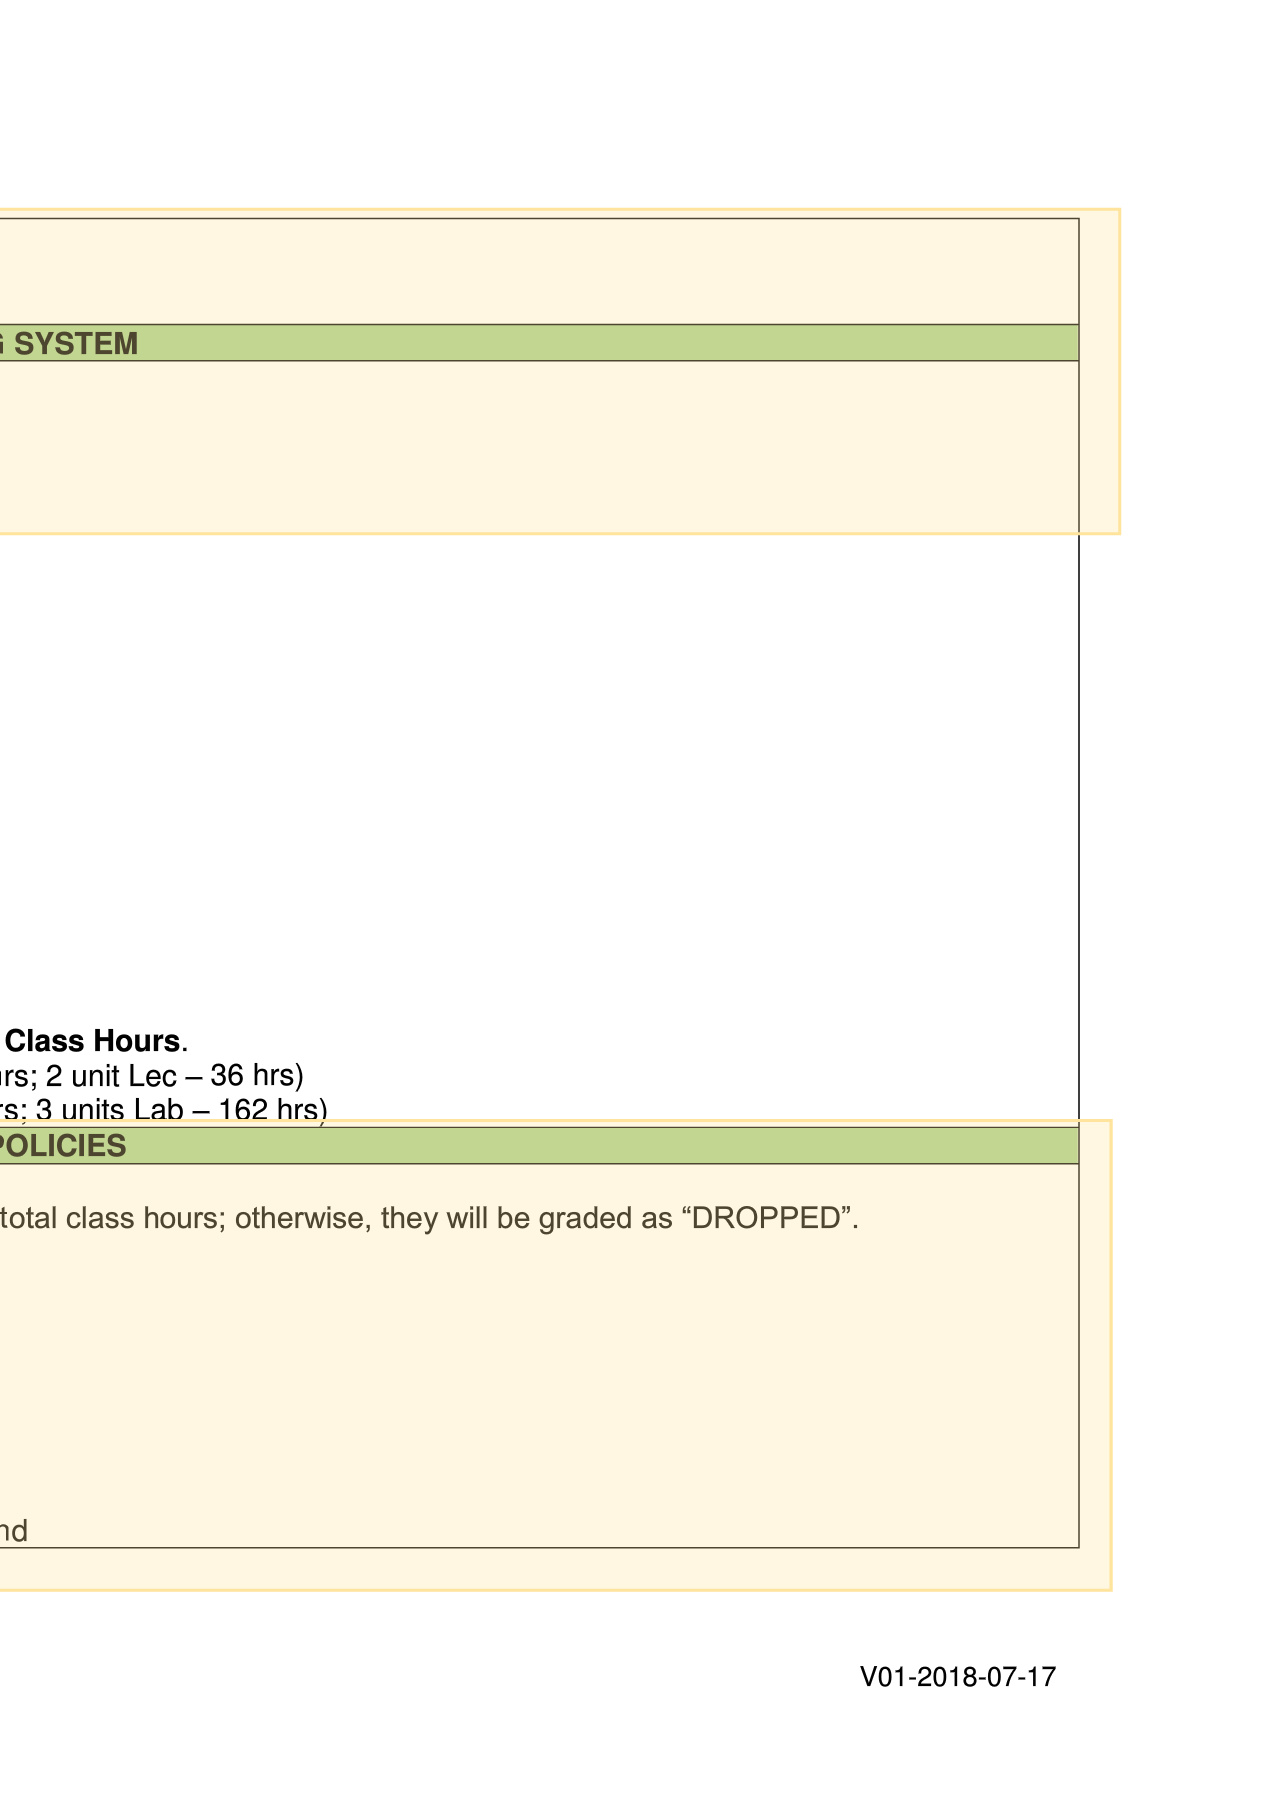 SYSTEM
Class Hours.
rs; 2 unit Lec – 36 hrs)
rs; 3 units Lab – 162 hrs)
POLICIES
total class hours; otherwise, they will be graded as “DROPPED”.
nd
V01-2018-07-17